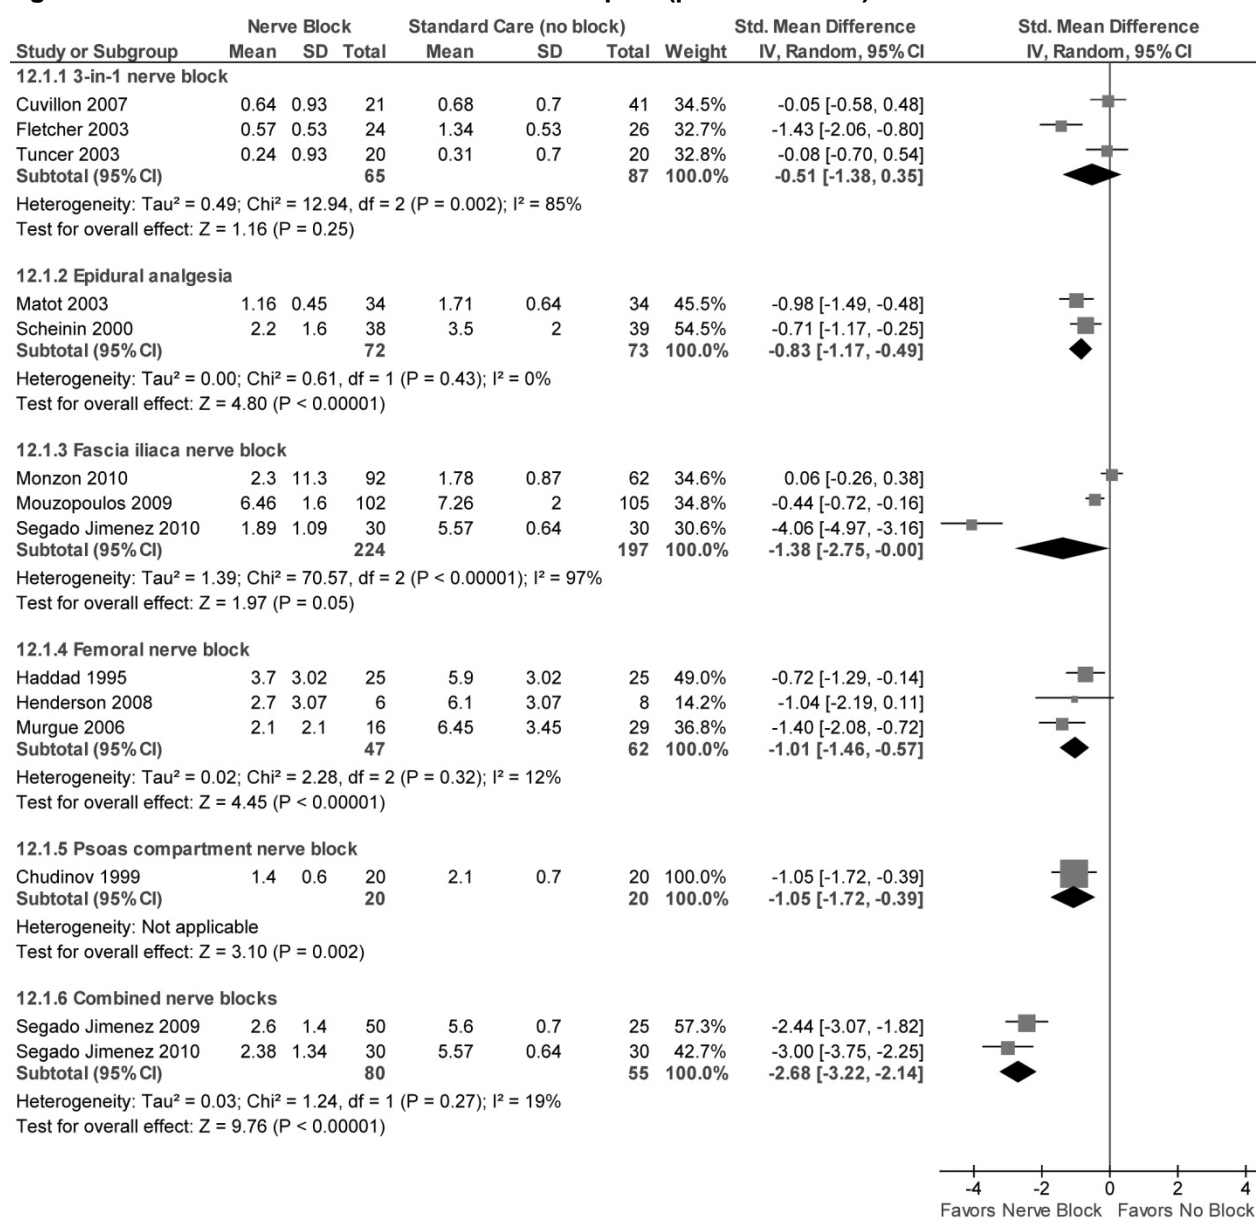 Nerve Block Standard Care (no block) Std. Mean Difference Std. Mean Difference
Study or Subgroup Mean SD Total Mean SD Total Weight IV, Random, 95% CI IV, Random, 95% CI
12.1.1 3-in-1 nerve block
Cuvillon 2007 0.64 0.93 21 0.68 0.7 41 34.5% -0.05 [-0.58, 0.48]
Fletcher 2003 0.57 0.53 24 1.34 0.53 26 32.7% -1.43 [-2.06, -0.80]
Tuncer 2003 0.24 0.93 20 0.31 0.7 20 32.8% -0.08 [-0.70, 0.54]
Subtotal (95% CI) 65 87 100.0% -0.51 [-1.38, 0.35]
Heterogeneity: Tau² = 0.49; Chi² = 12.94, df = 2 (P = 0.002); I² = 85%
Test for overall effect: Z = 1.16 (P = 0.25)
12.1.2 Epidural analgesia
Matot 2003 1.16 0.45 34 1.71 0.64 34 45.5% -0.98 [-1.49, -0.48]
Scheinin 2000 2.2 1.6 38 3.5 2 39 54.5% -0.71 [-1.17, -0.25]
Subtotal (95% CI) 72 73 100.0% -0.83 [-1.17, -0.49]
Heterogeneity: Tau² = 0.00; Chi² = 0.61, df = 1 (P = 0.43); I² = 0%
Test for overall effect: Z = 4.80 (P < 0.00001)
12.1.3 Fascia iliaca nerve block
Monzon 2010 2.3 11.3 92 1.78 0.87 62 34.6% 0.06 [-0.26, 0.38]
Mouzopoulos 2009 6.46 1.6 102 7.26 2 105 34.8% -0.44 [-0.72, -0.16]
Segado Jimenez 2010 1.89 1.09 30 5.57 0.64 30 30.6% -4.06 [-4.97, -3.16]
Subtotal (95% CI) 224 197 100.0% -1.38 [-2.75, -0.00]
Heterogeneity: Tau² = 1.39; Chi² = 70.57, df = 2 (P < 0.00001); I² = 97%
Test for overall effect: Z = 1.97 (P = 0.05)
12.1.4 Femoral nerve block
Haddad 1995 3.7 3.02 25 5.9 3.02 25 49.0% -0.72 [-1.29, -0.14]
Henderson 2008 2.7 3.07 6 6.1 3.07 8 14.2% -1.04 [-2.19, 0.11]
Murgue 2006 2.1 2.1 16 6.45 3.45 29 36.8% -1.40 [-2.08, -0.72]
Subtotal (95% CI) 47 62 100.0% -1.01 [-1.46, -0.57]
Heterogeneity: Tau² = 0.02; Chi² = 2.28, df = 2 (P = 0.32); I² = 12%
Test for overall effect: Z = 4.45 (P < 0.00001)
12.1.5 Psoas compartment nerve block
Chudinov 1999 1.4 0.6 20 2.1 0.7 20 100.0% -1.05 [-1.72, -0.39]
Subtotal (95% CI) 20 20 100.0% -1.05 [-1.72, -0.39]
Heterogeneity: Not applicable
Test for overall effect: Z = 3.10 (P = 0.002)
12.1.6 Combined nerve blocks
Segado Jimenez 2009 2.6 1.4 50 5.6 0.7 25 57.3% -2.44 [-3.07, -1.82]
Segado Jimenez 2010 2.38 1.34 30 5.57 0.64 30 42.7% -3.00 [-3.75, -2.25]
Subtotal (95% CI) 80 55 100.0% -2.68 [-3.22, -2.14]
Heterogeneity: Tau² = 0.03; Chi² = 1.24, df = 1 (P = 0.27); I² = 19%
Test for overall effect: Z = 9.76 (P < 0.00001)
-4 -2 0 2 4
Favors Nerve Block Favors No Block